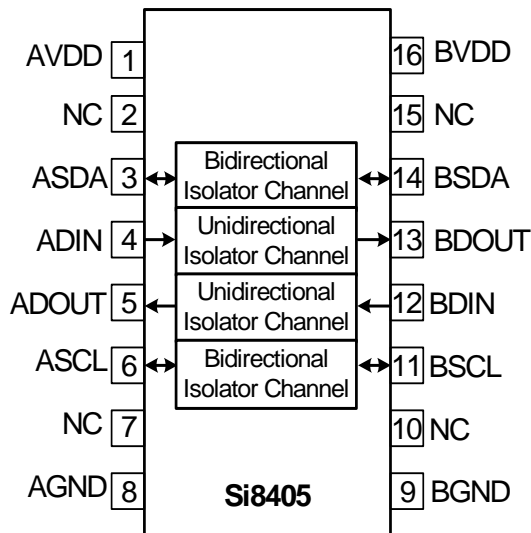 AVDD 1 16 BVDD
NC 2 15 NC
ASDA 3 Bidirectional Isolator Channel 14 BSDA
ADIN 4 Unidirectional Isolator Channel 13 BDOUT
ADOUT 5 Unidirectional Isolator Channel 12 BDIN
ASCL 6 Bidirectional Isolator Channel 11 BSCL
NC 7 10 NC
AGND 8 Si8405 9 BGND